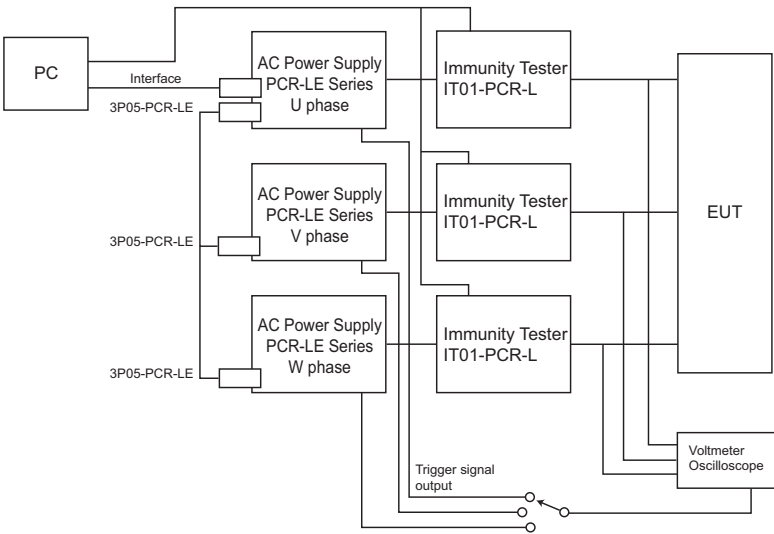 PC
Interface
3P05-PCR-LE
AC Power Supply
PCR-LE Series
U phase
Immunity Tester
IT01-PCR-L
3P05-PCR-LE
AC Power Supply
PCR-LE Series
V phase
Immunity Tester
IT01-PCR-L
EUT
3P05-PCR-LE
AC Power Supply
PCR-LE Series
W phase
Immunity Tester
IT01-PCR-L
Voltmeter
Oscilloscope
Trigger signal
output